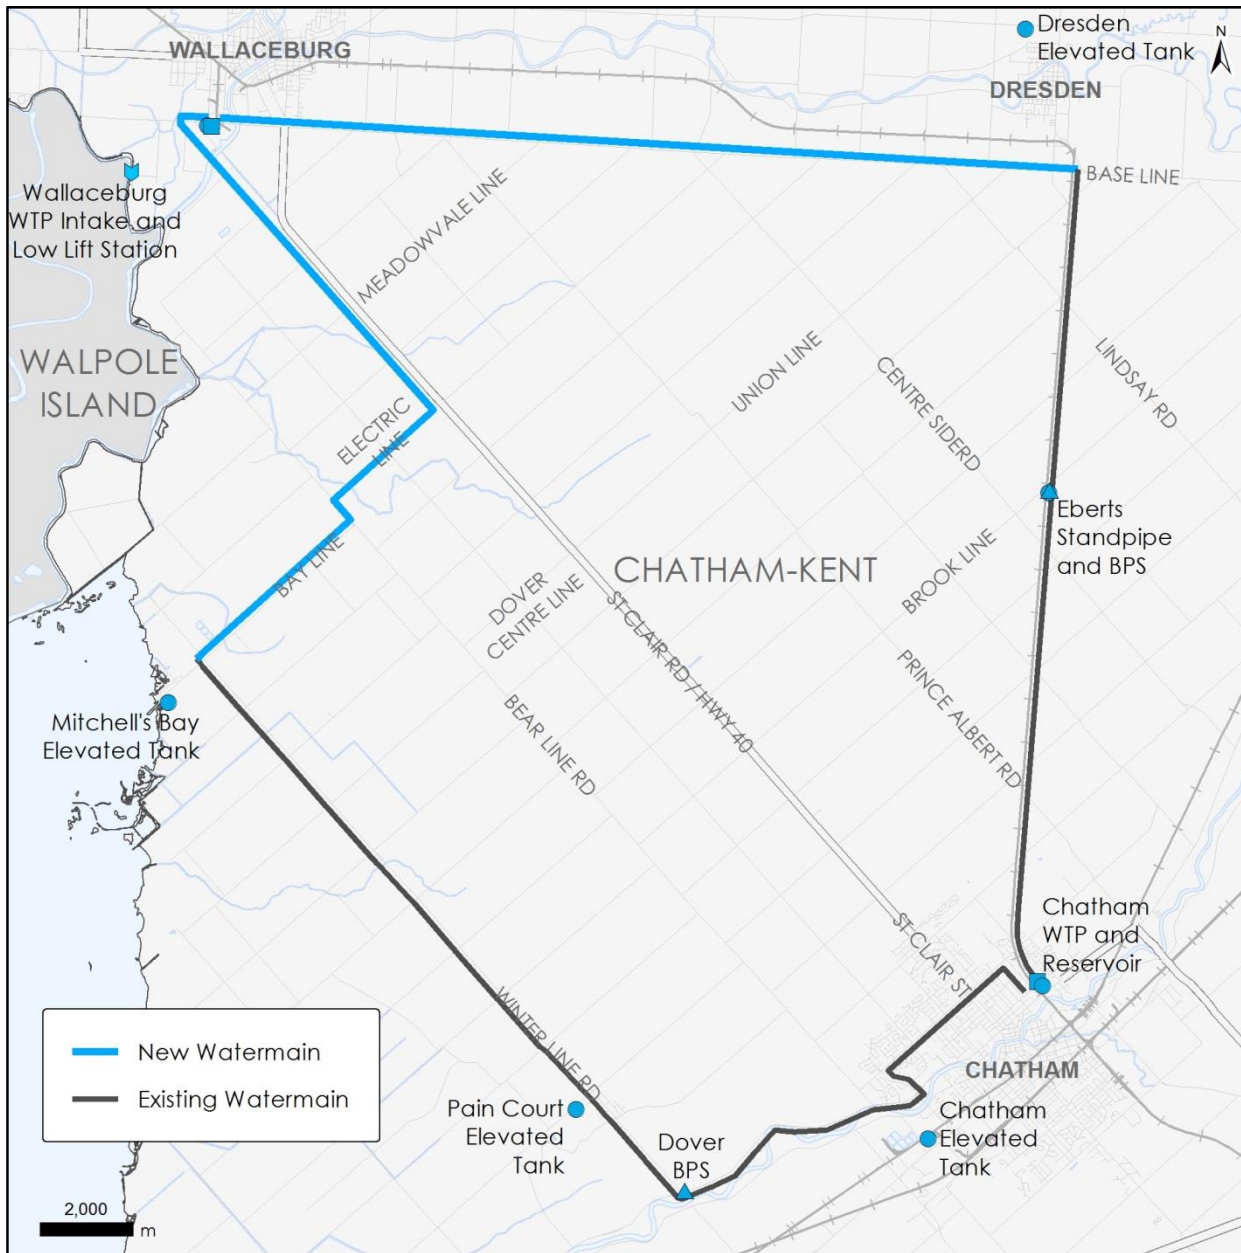 WALLACEBURG
Dresden
Elevated Tank
N
DRESDEN
BASE LINE
Wallaceburg
WTP Intake and
Low Lift Station
MEADOWVALE LINE
WALPOLE
ISLAND
ELECTRIC
LINE
UNION LINE
CENTRE SIDERD
LINDSAY RD
Eberts
Standpipe
and BPS
BAY LINE
CHATHAM-KENT
BROOK LINE
DOVER
CENTRE LINE
ST CLAIR RD / HWY 40
PRINCE ALBERT RD
Mitchell's Bay
Elevated Tank
BEAR LINE RD
Chatham
WTP and
Reservoir
ST CLAIR ST
WINTER LINE RD
New Watermain
Existing Watermain
CHATHAM
Pain Court
Elevated
Tank
Dover
BPS
Chatham
Elevated
Tank
2,000
m